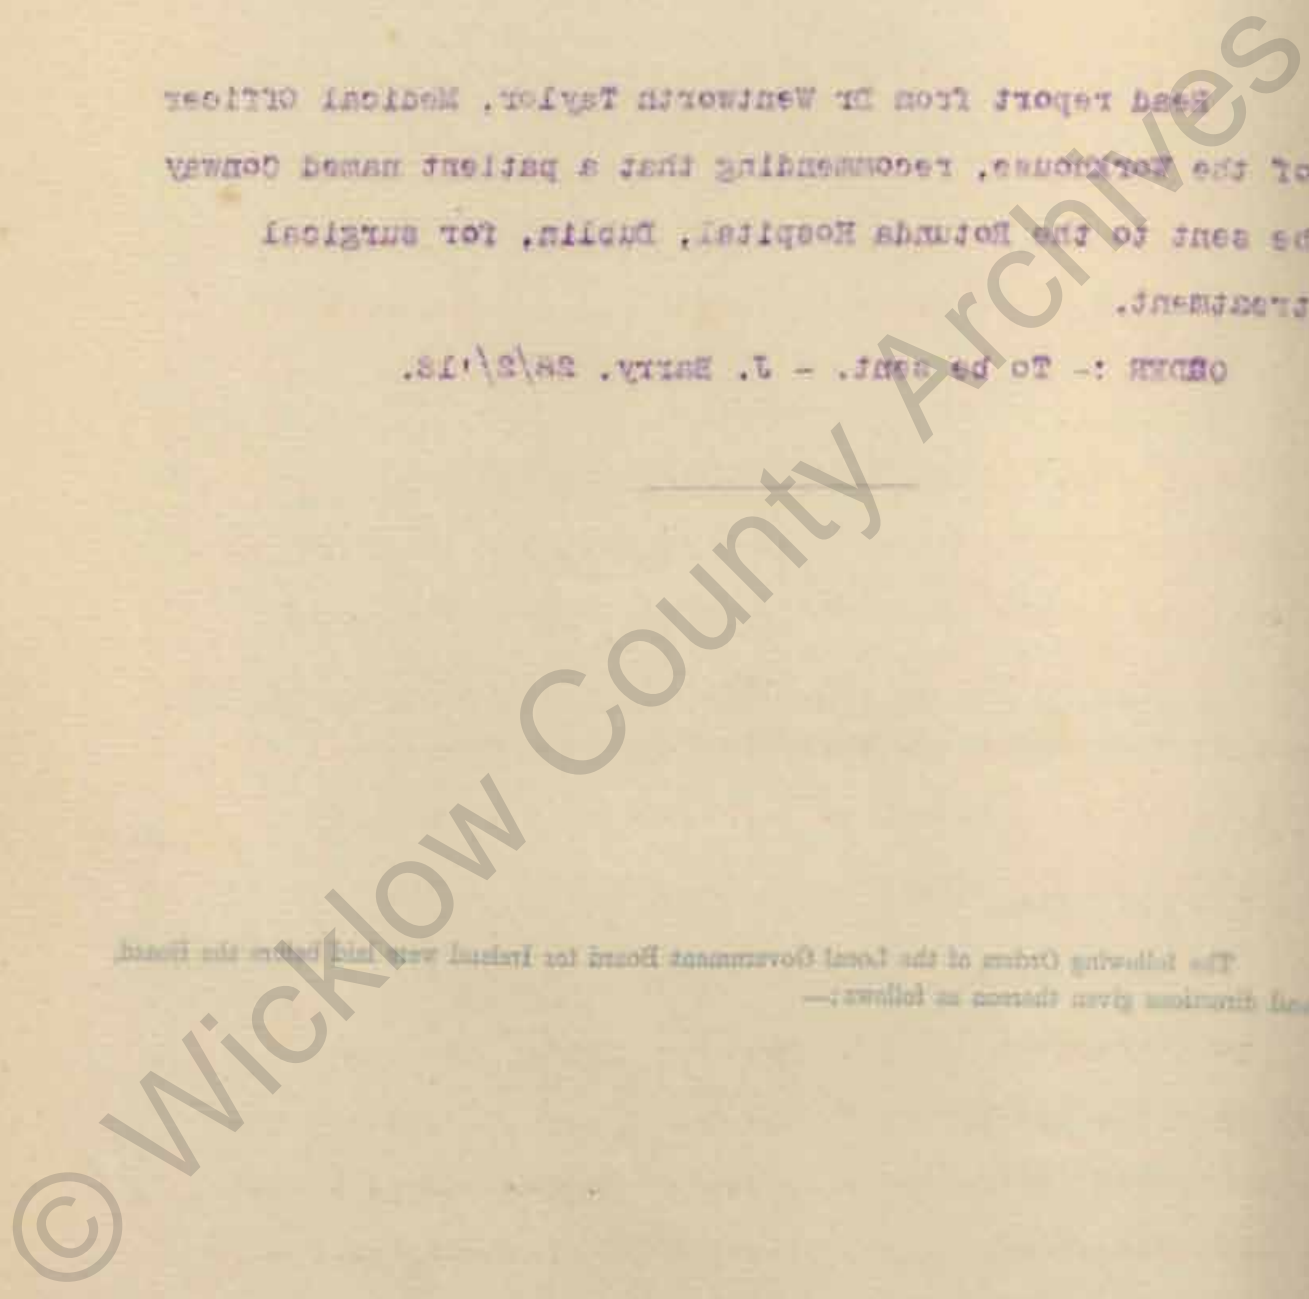 Read report from Dr Wentworth Taylor, Medical Officer
of the Workhouse, recommending that a patient named Conway
be sent to the Rotunda Hospital, Dublin, for surgical
treatment.
ORDER :- To be sent. - J. Barry. 28/2/'18.
The following Orders of the Local Government Board for Ireland were laid before the Board,
and directions given thereon as follows:—
© Wicklow County Archives